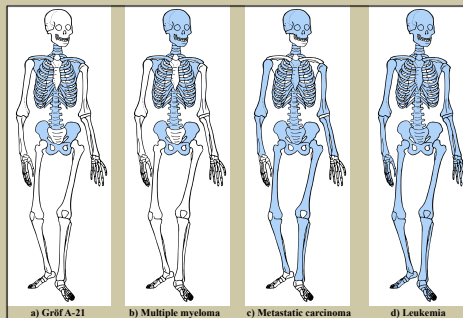 a) Gröf A-21
b) Multiple myeloma
c) Metastatic carcinoma
d) Leukemia